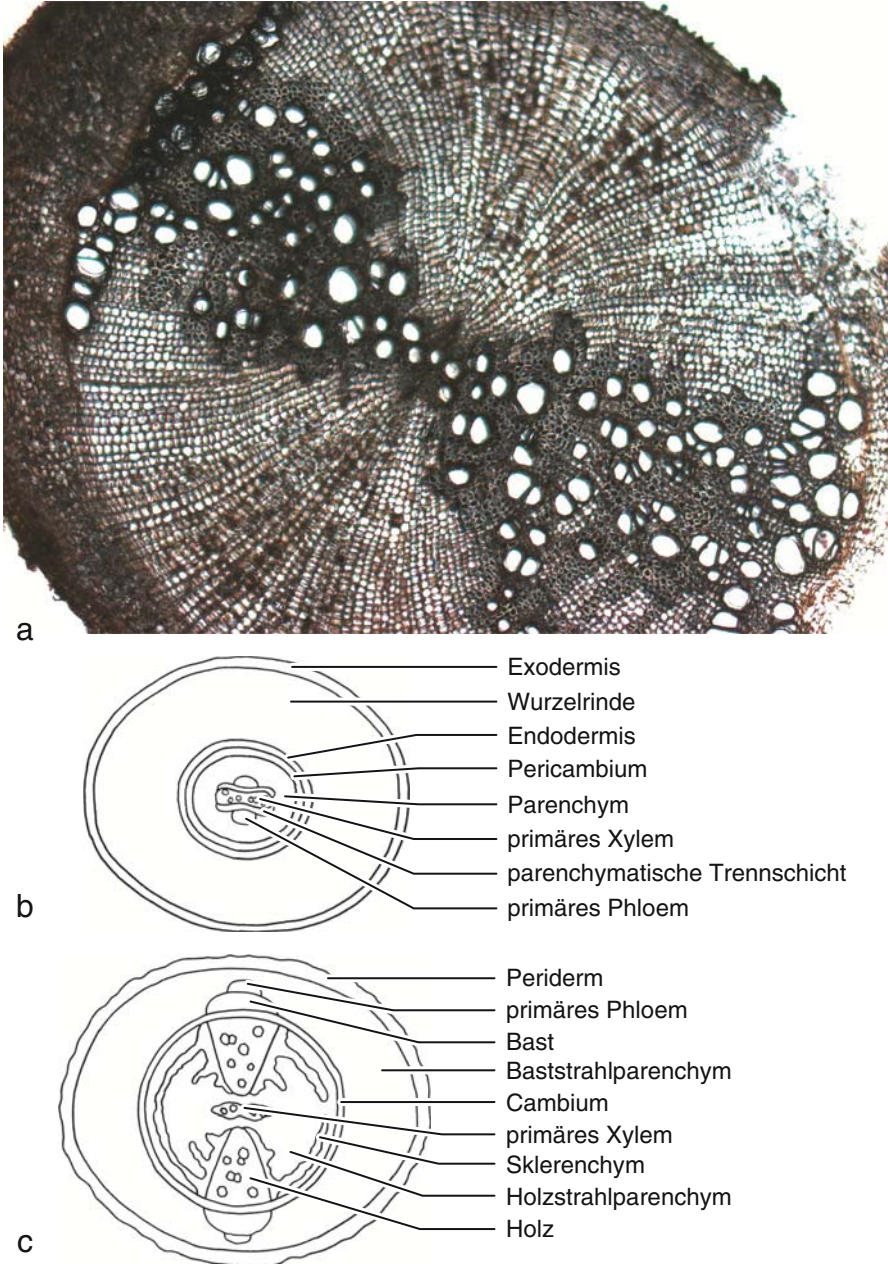 a
Exodermis
Wurzelrinde
Endodermis
Pericambium
Parenchym
primäres Xylem
parenchymatische Trennschicht
primäres Phloem
b
Periderm
primäres Phloem
Bast
Baststrahlparenchym
Cambium
primäres Xylem
Sklerenchym
Holzstrahlparenchym
Holz
c